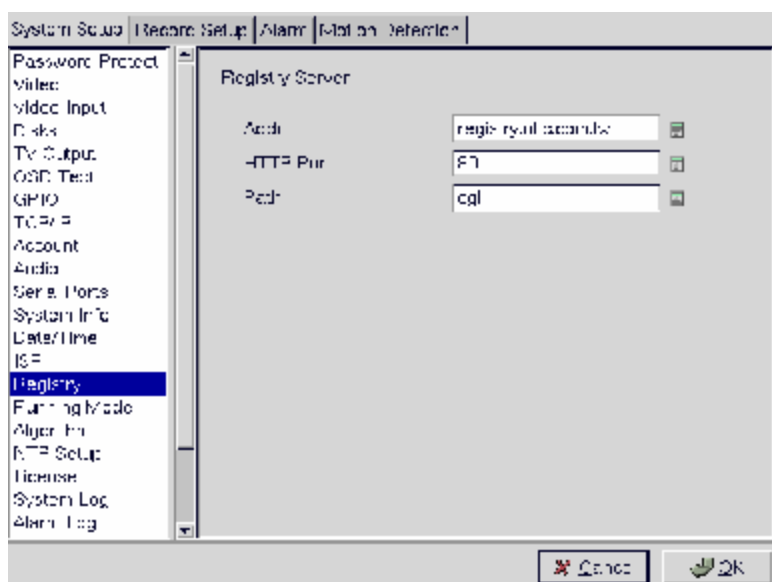 System Setup Record Setup Alarm Motion Detection
Password Protect
Video
Video Input
Disks
TV Output
OSD Text
GPIO
TCP/IP
Account
Audio
Serial Ports
System Info
Date/Time
ISP
Registry
Running Mode
Algorithm
NTP Setup
License
System Log
Alarm Log
Registry Server
Addr
HTTP Port 80
Path cgi
Cancel OK